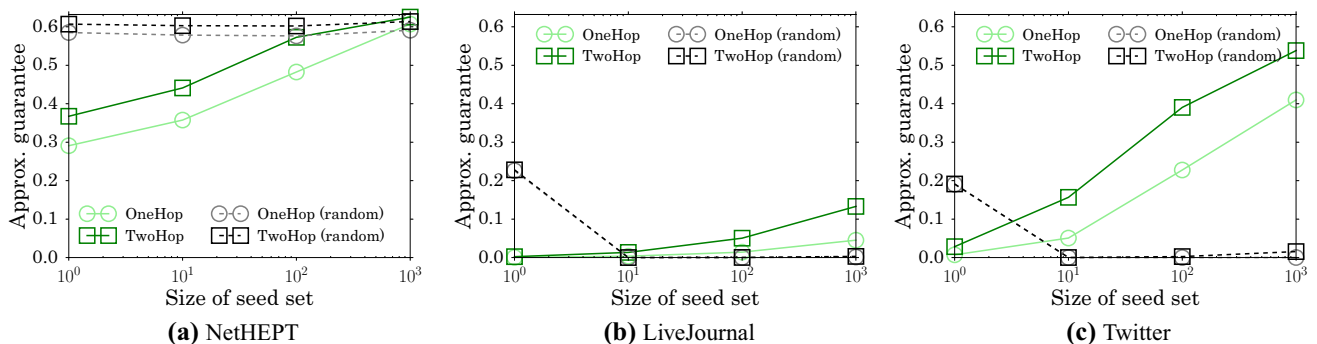 Approx. guarantee
0.6
0.5
0.4
0.3
0.2
0.1
0.0
OneHop
OneHop (random)
TwoHop
TwoHop (random)
10^0
10^1
10^2
10^3
Size of seed set
(a) NetHEPT
Approx. guarantee
0.6
0.5
0.4
0.3
0.2
0.1
0.0
OneHop
OneHop (random)
TwoHop
TwoHop (random)
10^0
10^1
10^2
10^3
Size of seed set
(b) LiveJournal
Approx. guarantee
0.6
0.5
0.4
0.3
0.2
0.1
0.0
OneHop
OneHop (random)
TwoHop
TwoHop (random)
10^0
10^1
10^2
10^3
Size of seed set
(c) Twitter